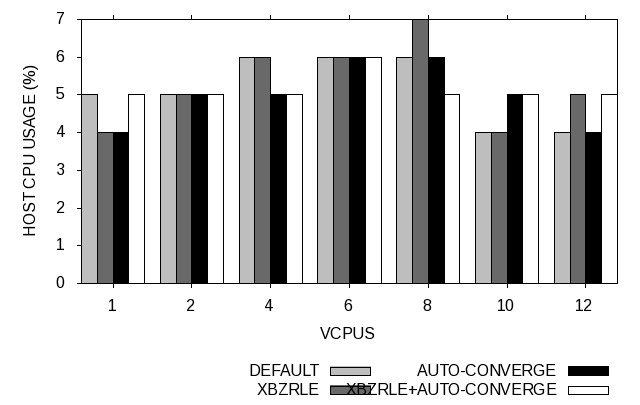 HOST CPU USAGE (%)
7
6
5
4
3
2
1
0
1 2 4 6 8 10 12
VCPUS
DEFAULT AUTO-CONVERGE
XBZRLE XBZRLE+AUTO-CONVERGE